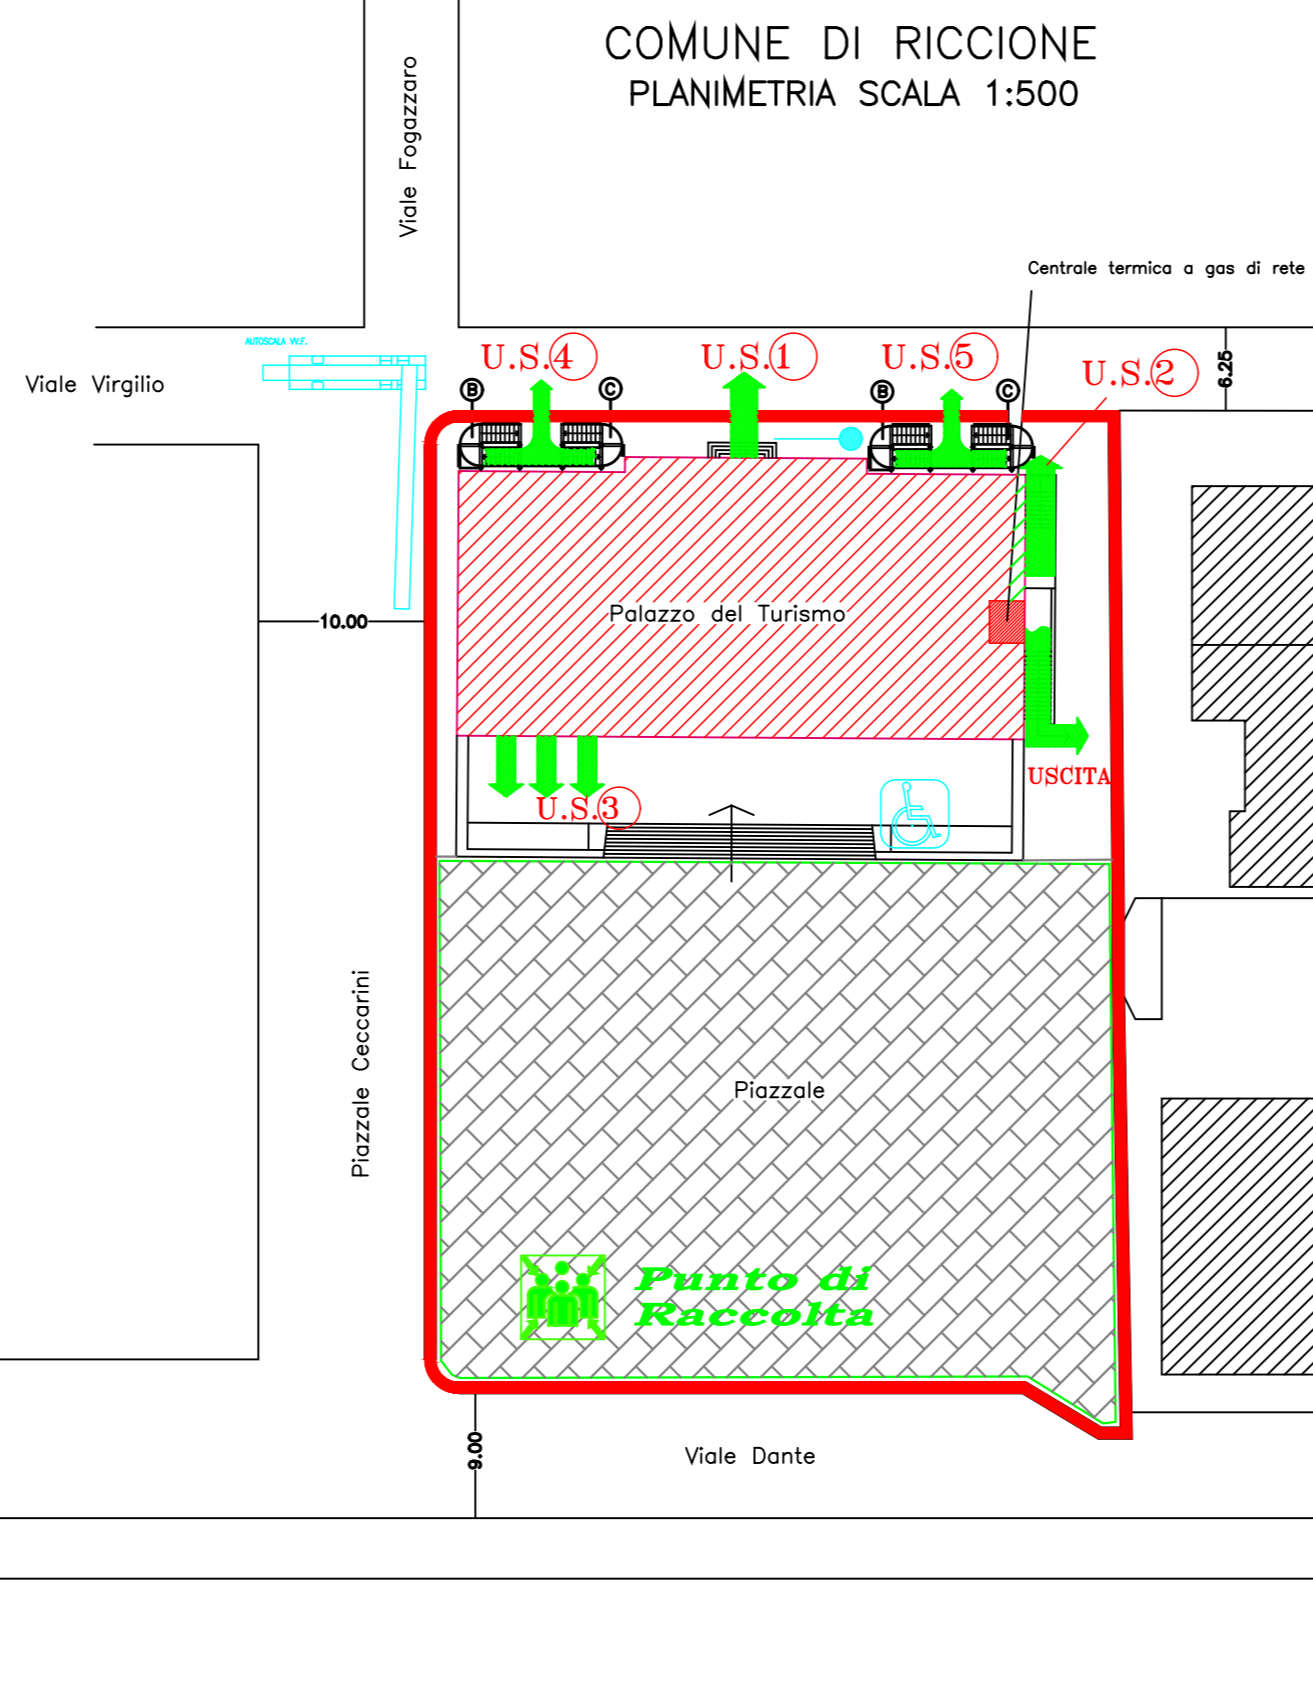 COMUNE DI RICCIONE
PLANIMETRIA SCALA 1:500
Viale Fogazzaro
Centrale termica a gas di rete
AUTOSCALA VV.F.
Viale Virgilio
U.S.4
U.S.1
U.S.5
U.S.2
6.25
B
C
B
C
10.00
Palazzo del Turismo
USCITA
U.S.3
Piazzale Ceccarini
Piazzale
Punto di
Raccolta
9.00
Viale Dante